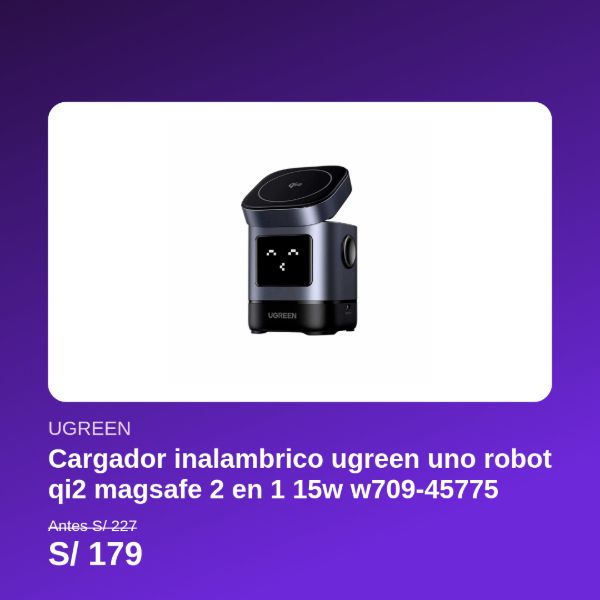 UGREEN
UGREEN
Cargador inalambrico ugreen uno robot
qi2 magsafe 2 en 1 15w w709-45775
Antes S/ 227
S/ 179